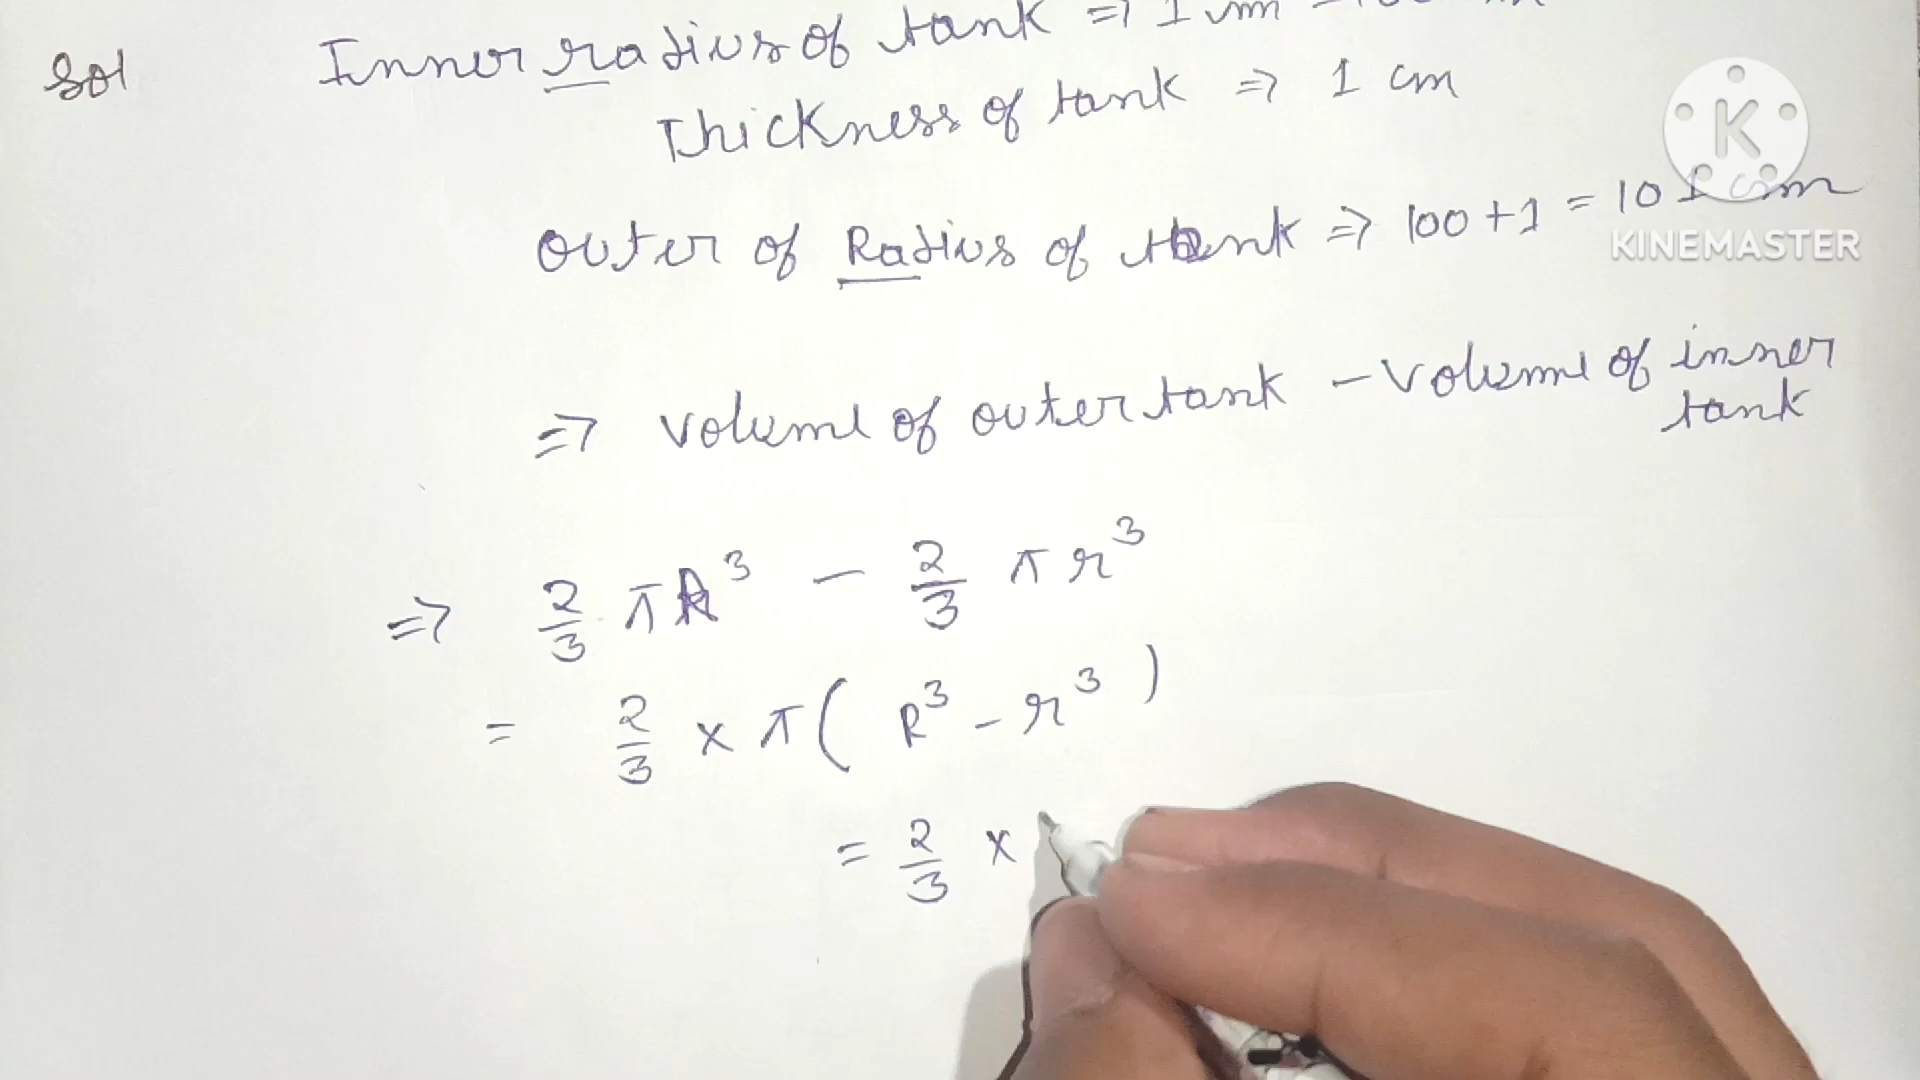 Sol Inner radius of tank => 1
Thickness of tank => 1 cm
K
outer of Radius of tank => 100 + 1 = 101 cm
KINEMASTER
=> volume of outer tank - volume of inner
tank
=> 2/3 πR³ - 2/3 πr³
= 2/3 x π( R³ - r³ )
= 2/3 x